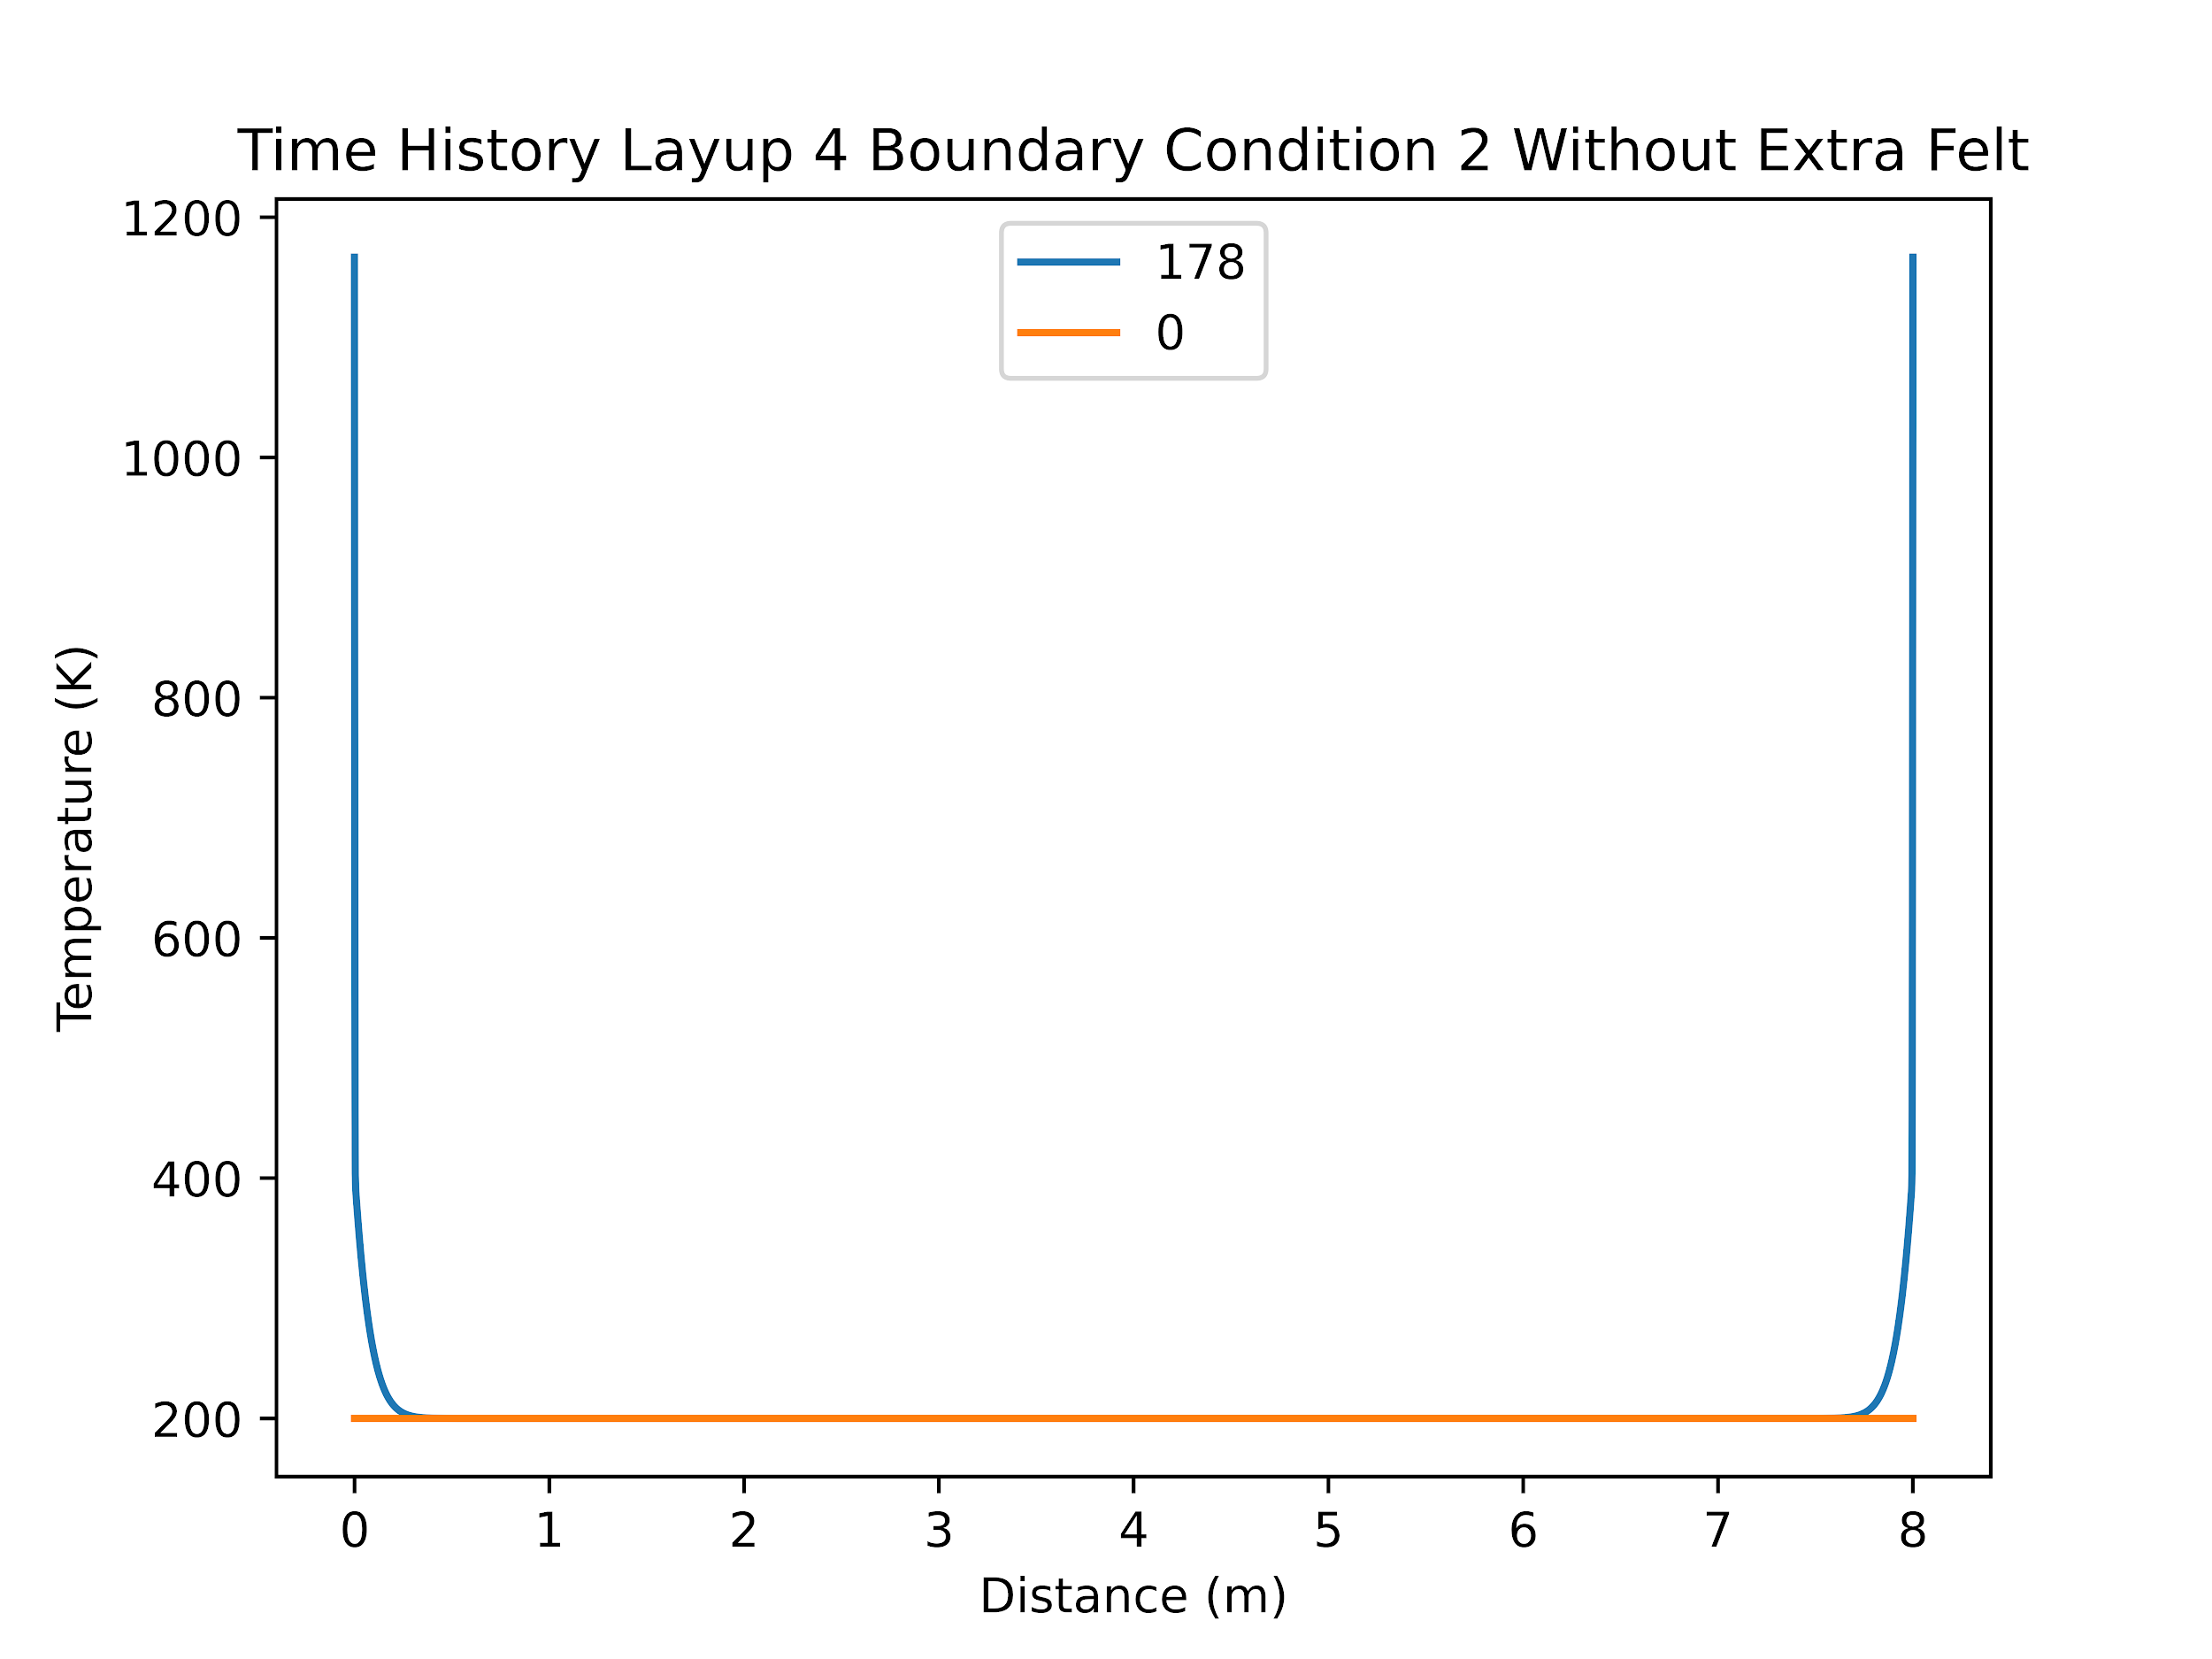 Time History Layup 4 Boundary Condition 2 Without Extra Felt
178
0
1200
1000
800
600
400
200
Temperature (K)
0 1 2 3 4 5 6 7 8
Distance (m)